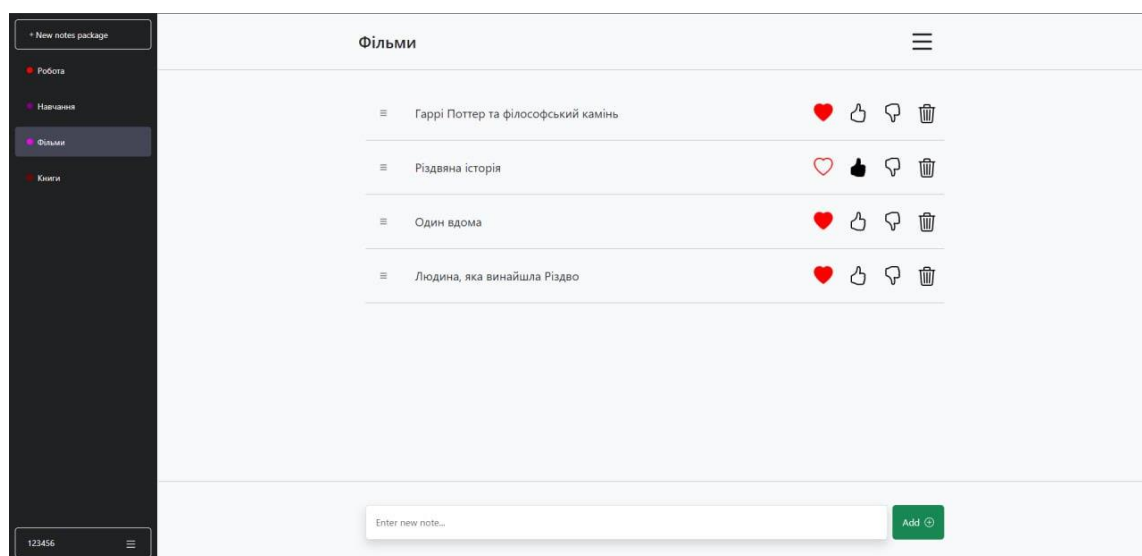 + New notes package
Робота
Навчання
Фільми
Книги
123456
Фільми
Гаррі Поттер та філософський камінь
Різдвяна історія
Один вдома
Людина, яка винайшла Різдво
Enter new note...
Add